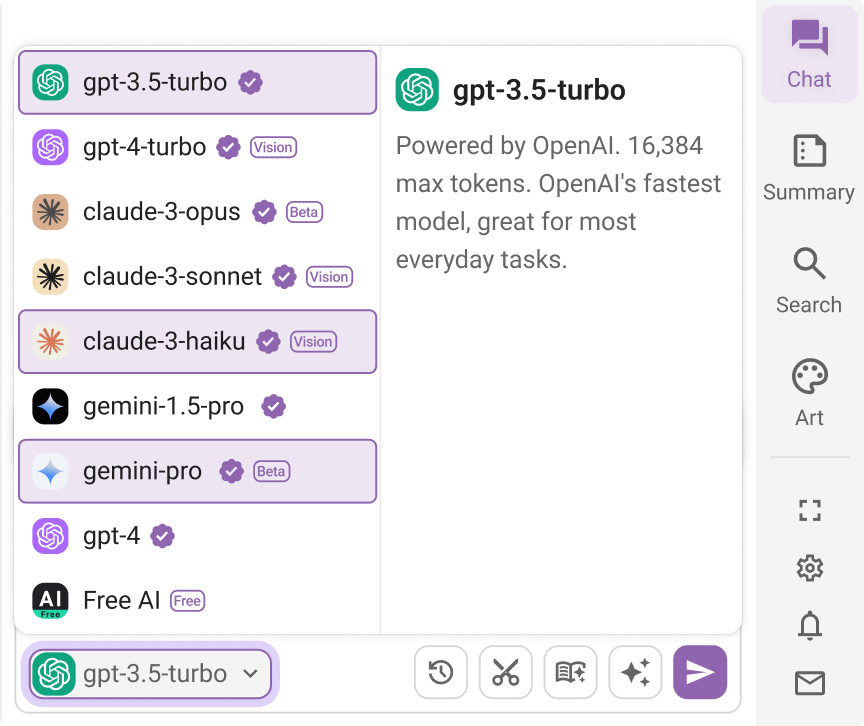 gpt-3.5-turbo
gpt-4-turbo Vision
claude-3-opus Beta
claude-3-sonnet Vision
claude-3-haiku Vision
gemini-1.5-pro
gemini-pro Beta
gpt-4
AI Free Free AI Free
gpt-3.5-turbo
Powered by OpenAI. 16,384
max tokens. OpenAI's fastest
model, great for most
everyday tasks.
gpt-3.5-turbo
Chat
Summary
Search
Art